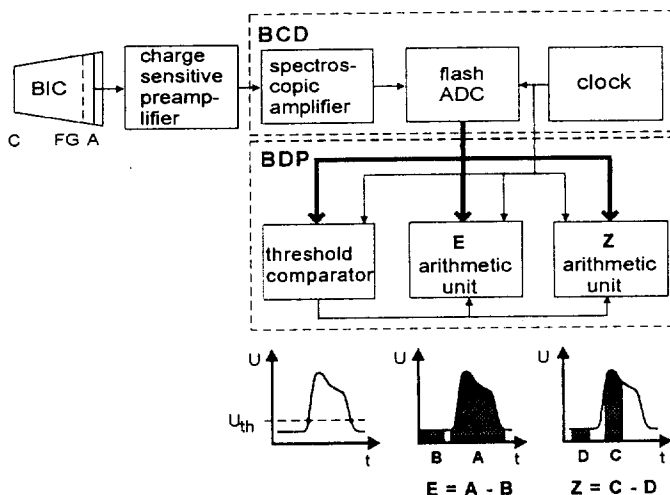 BCD
charge
sensitive
preamp-
lifier
spectros-
copic
amplifier
flash
ADC
clock
BIC
C FG A
BDP
threshold
comparator
E
arithmetic
unit
Z
arithmetic
unit
U
U
U
Uth
t
B A t
D C t
E = A - B
Z = C - D